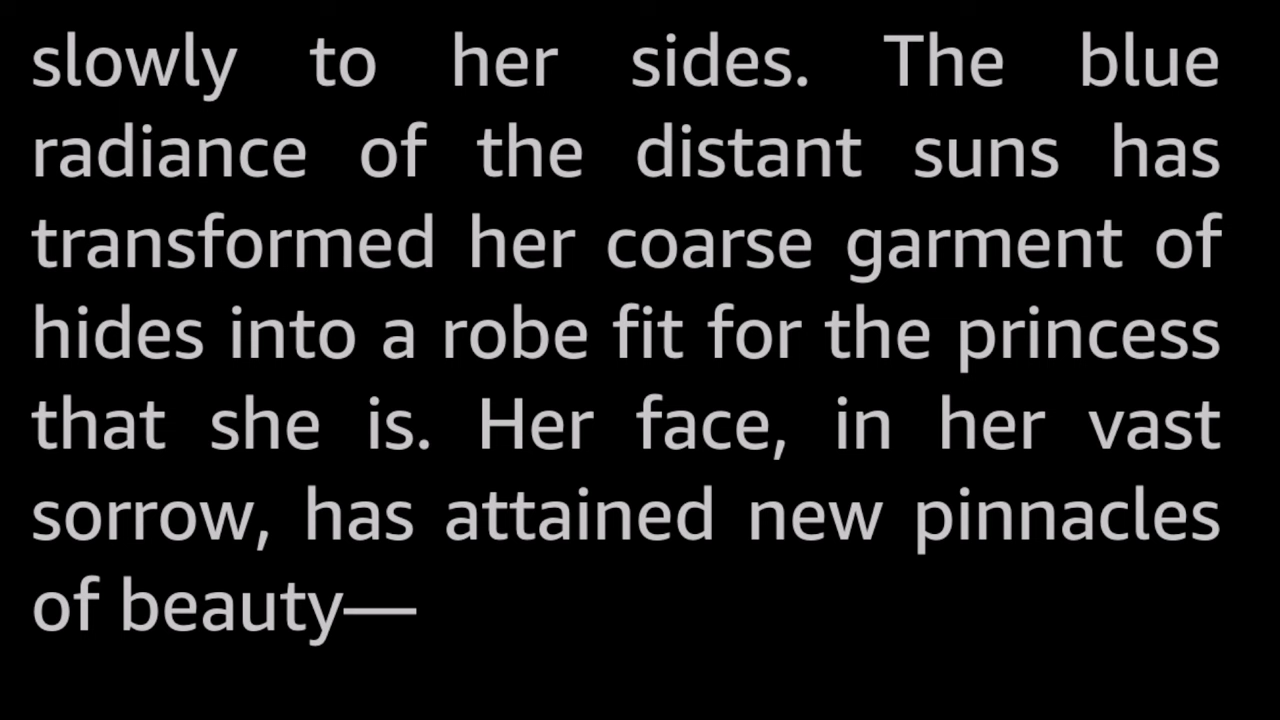 slowly to her sides. The blue
radiance of the distant suns has
transformed her coarse garment of
hides into a robe fit for the princess
that she is. Her face, in her vast
sorrow, has attained new pinnacles
of beauty—